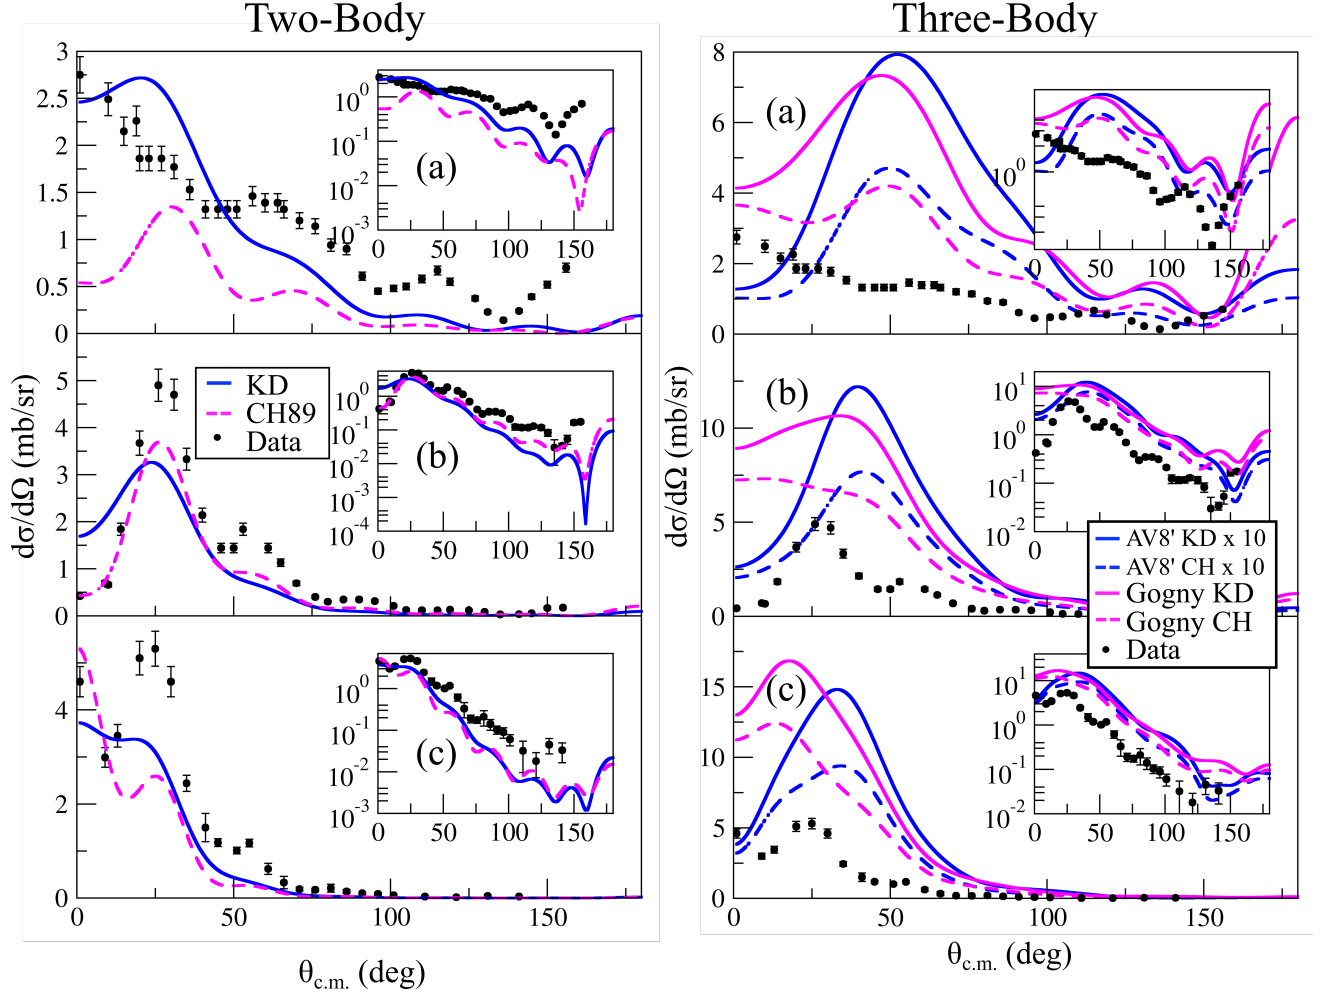 Two-Body
Three-Body
3
2.5
2
1.5
1
0.5
0
10^0
10^-1
10^-2
10^-3
0 50 100 150
(a)
dσ/dΩ (mb/sr)
5
4
3
2
1
0
KD
CH89
Data
10^0
10^-1
10^-2
10^-3
10^-4
0 50 100 150
(b)
4
2
0
10^0
10^-1
10^-2
10^-3
0 50 100 150
(c)
0 50 100 150
θc.m. (deg)
8
6
4
2
0
(a)
10^0
0 50 100 150
dσ/dΩ (mb/sr)
10
5
0
(b)
10^1
10^0
10^-1
10^-2
0
AV8' KD x 10
AV8' CH x 10
Gogny KD
Gogny CH
Data
15
10
5
0
(c)
10^1
10^0
10^-1
10^-2
0 50 100 150
0 50 100 150
θc.m. (deg)